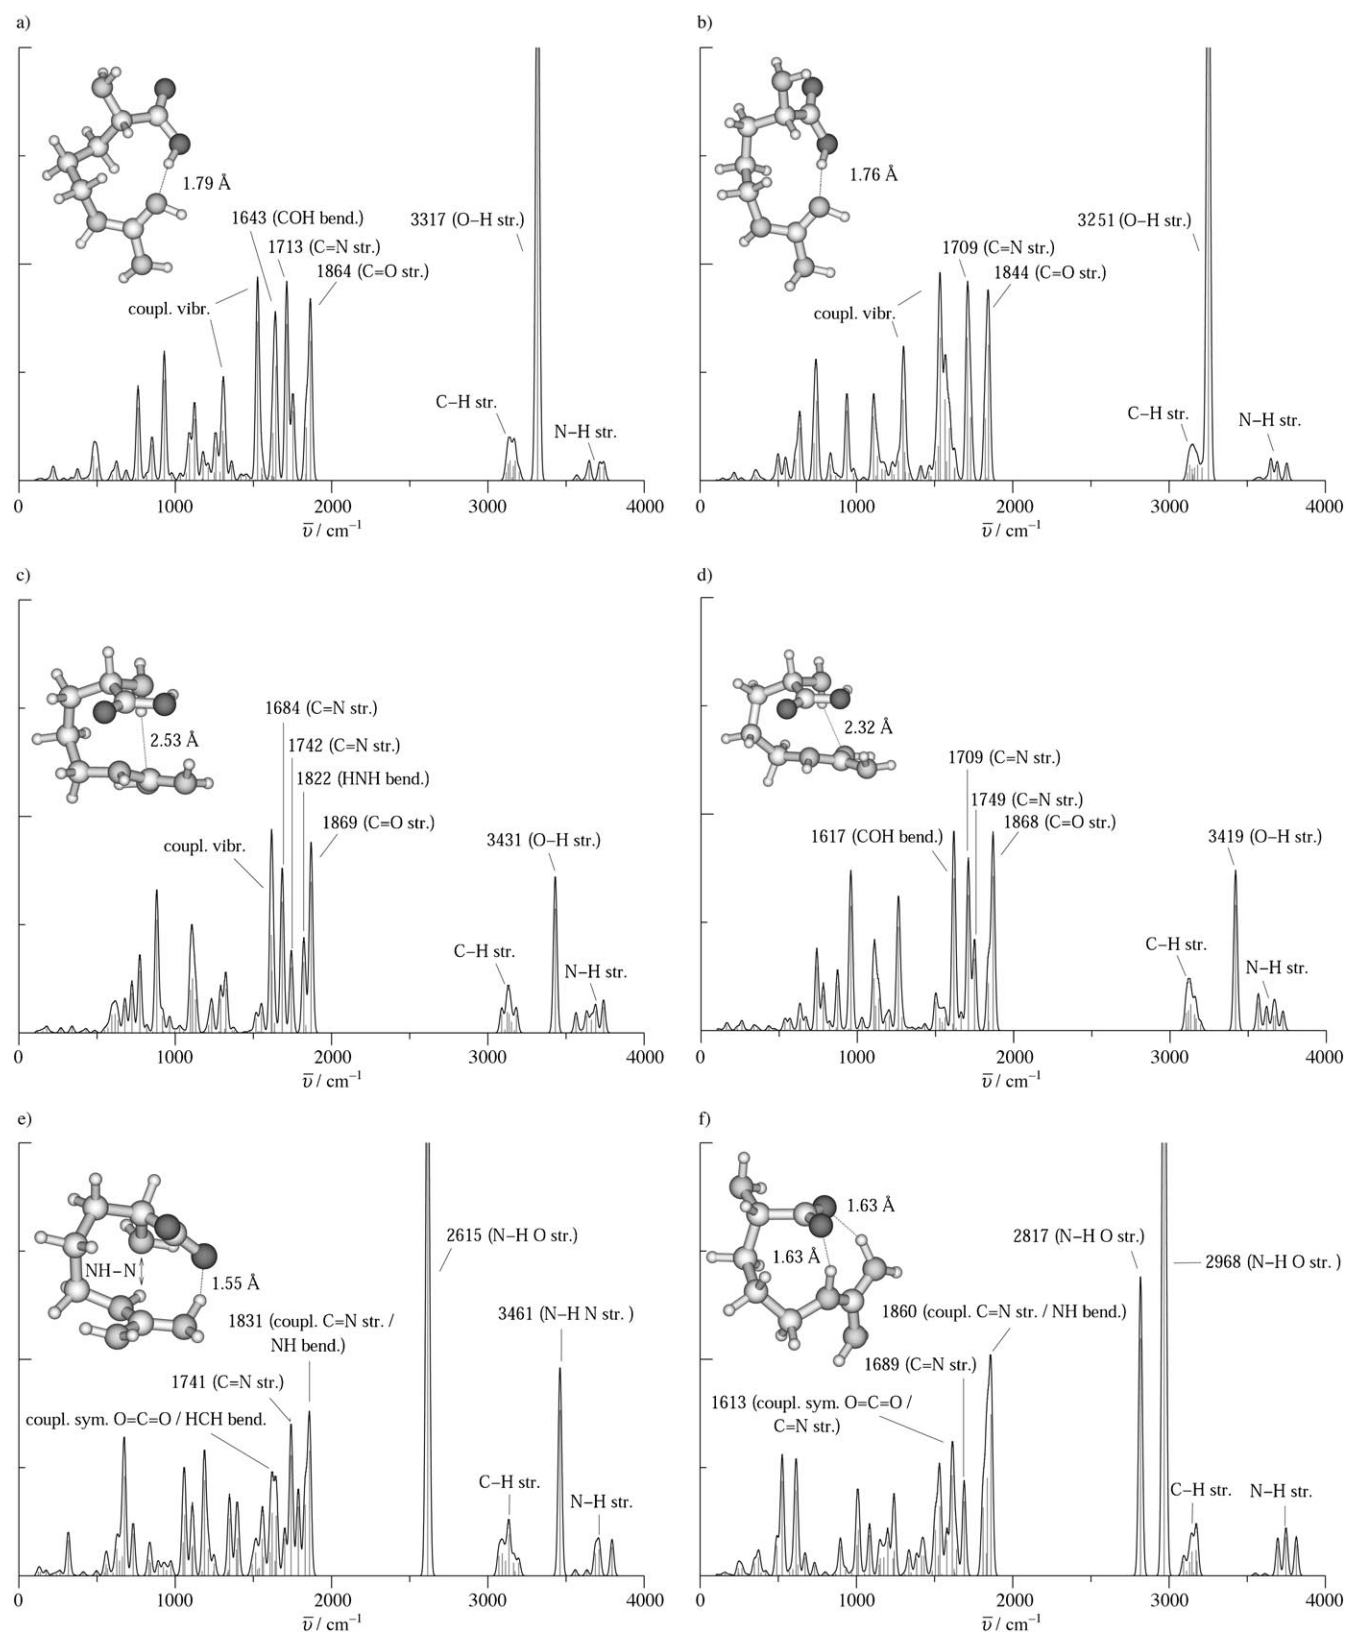 a)
1.79 Å
1643 (COH bend.)
3317 (O–H str.)
1713 (C=N str.)
1864 (C=O str.)
coupl. vibr.
C–H str.
N–H str.
0
1000
2000
3000
4000
ῡ / cm⁻¹
b)
1.76 Å
3251 (O–H str.)
1709 (C=N str.)
1844 (C=O str.)
coupl. vibr.
C–H str.
N–H str.
0
1000
2000
3000
4000
ῡ / cm⁻¹
c)
1684 (C=N str.)
2.53 Å
1742 (C=N str.)
1822 (HNH bend.)
1869 (C=O str.)
coupl. vibr.
3431 (O–H str.)
C–H str.
N–H str.
0
1000
2000
3000
4000
ῡ / cm⁻¹
d)
2.32 Å
1709 (C=N str.)
1749 (C=N str.)
1868 (C=O str.)
1617 (COH bend.)
3419 (O–H str.)
C–H str.
N–H str.
0
1000
2000
3000
4000
ῡ / cm⁻¹
e)
2615 (N–H O str.)
NH–N
1.55 Å
1831 (coupl. C=N str. /
NH bend.)
3461 (N–H N str. )
1741 (C=N str.)
coupl. sym. O=C=O / HCH bend.
C–H str.
N–H str.
0
1000
2000
3000
4000
ῡ / cm⁻¹
f)
1.63 Å
1.63 Å
2817 (N–H O str.)
2968 (N–H O str. )
1860 (coupl. C=N str. / NH bend.)
1689 (C=N str.)
1613 (coupl. sym. O=C=O /
C=N str.)
C–H str.
N–H str.
0
1000
2000
3000
4000
ῡ / cm⁻¹